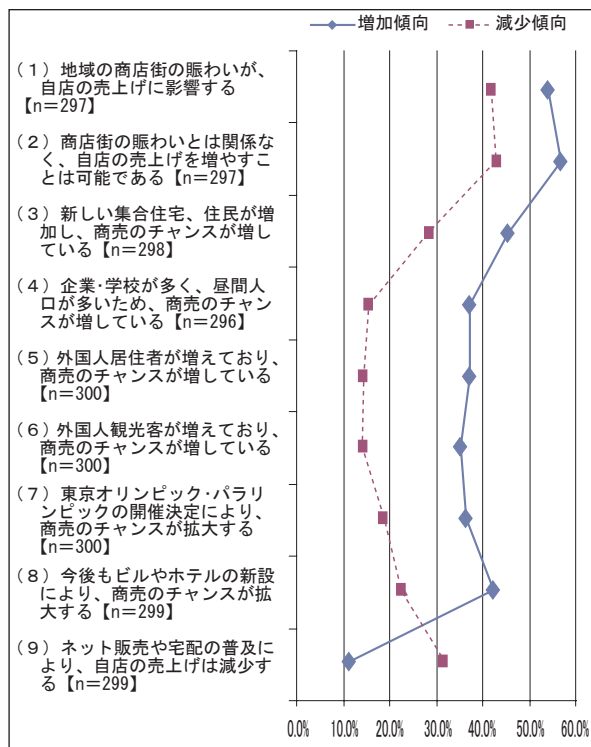 増加傾向 減少傾向
(1)地域の商店街の賑わいが、
自店の売上げに影響する
【n=297】
(2)商店街の賑わいとは関係な
く、自店の売上げを増やすこ
とは可能である【n=297】
(3)新しい集合住宅、住民が増
加し、商売のチャンスが増し
ている【n=298】
(4)企業・学校が多く、昼間人
口が多いため、商売のチャン
スが増している【n=296】
(5)外国人居住者が増えており、
商売のチャンスが増している
【n=300】
(6)外国人観光客が増えており、
商売のチャンスが増している
【n=300】
(7)東京オリンピック・パラリ
ンピックの開催決定により、
商売のチャンスが拡大する
【n=300】
(8)今後もビルやホテルの新設
により、商売のチャンスが拡
大する【n=299】
(9)ネット販売や宅配の普及に
より、自店の売上げは減少す
る【n=299】
0.0% 10.0% 20.0% 30.0% 40.0% 50.0% 60.0%